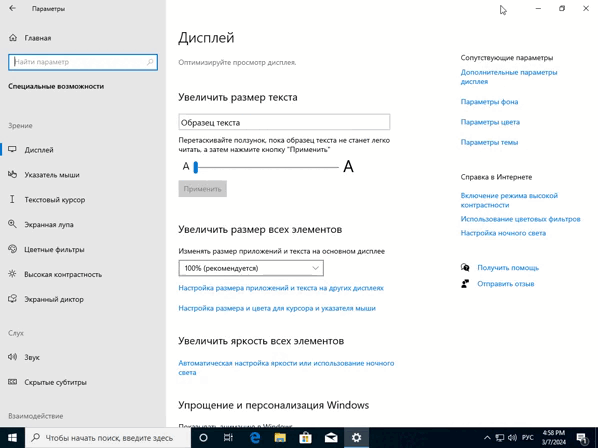 Параметры
Главная
Найти параметр
Специальные возможности
Зрение
Дисплей
Указатель мыши
Текстовый курсор
Экранная лупа
Цветные фильтры
Высокая контрастность
Экранный диктор
Слух
Звук
Скрытые субтитры
Взаимодействие
Дисплей
Оптимизируйте просмотр дисплея.
Увеличить размер текста
Образец текста
Перетаскивайте ползунок, пока образец текста не станет легко
читать, а затем нажмите кнопку "Применить"
A A
Применить
Увеличить размер всех элементов
Изменять размер приложений и текста на основном дисплее
100% (рекомендуется)
Настройка размера приложений и текста на других дисплеях
Настройка размера и цвета для курсора и указателя мыши
Увеличить яркость всех элементов
Автоматическая настройка яркости или использование ночного
света
Упрощение и персонализация Windows
Показывать анимацию в Windows
Сопутствующие параметры
Дополнительные параметры
дисплея
Параметры фона
Параметры цвета
Параметры темы
Справка в Интернете
Включение режима высокой
контрастности
Использование цветовых фильтров
Настройка ночного света
Получить помощь
Отправить отзыв
Чтобы начать поиск, введите здесь
РУС
4:58 PM
3/7/2024